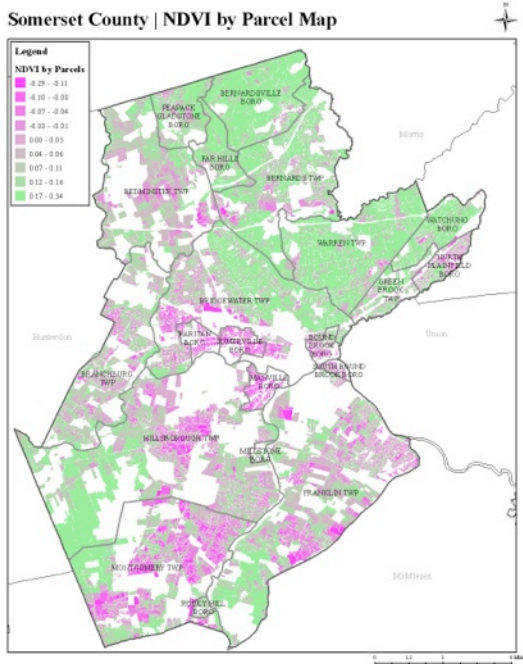 Somerset County | NDVI by Parcel Map
N
Legend
NDVI by Parcels
-0.29 - -0.11
-0.10 - -0.08
-0.07 - -0.04
-0.03 - -0.01
0.00 - 0.03
0.04 - 0.06
0.07 - 0.11
0.12 - 0.16
0.17 - 0.34
BERNARDSVILLE
BORO
PEAPACK
GLADSTONE
BORO
Morris
FAR HILLS
BORO
BEDMINSTER TWP
BERNARDS TWP
WATCHUNG
BORO
WARREN TWP
NORTH
PLAINFIELD
BORO
GREEN
BROOK
TWP
BRIDGEWATER TWP
Hunterdon
Union
RARITAN
BORO
SOMERVILLE
BORO
BOUND
BROOK
BORO
SOUTH BOUND
BROOK BORO
BRANCHBURG
TWP
MANVILLE
BORO
HILLSBOROUGH TWP
MILLSTONE
BORO
FRANKLIN TWP
MONTGOMERY TWP
Middlesex
ROCKY HILL
BORO